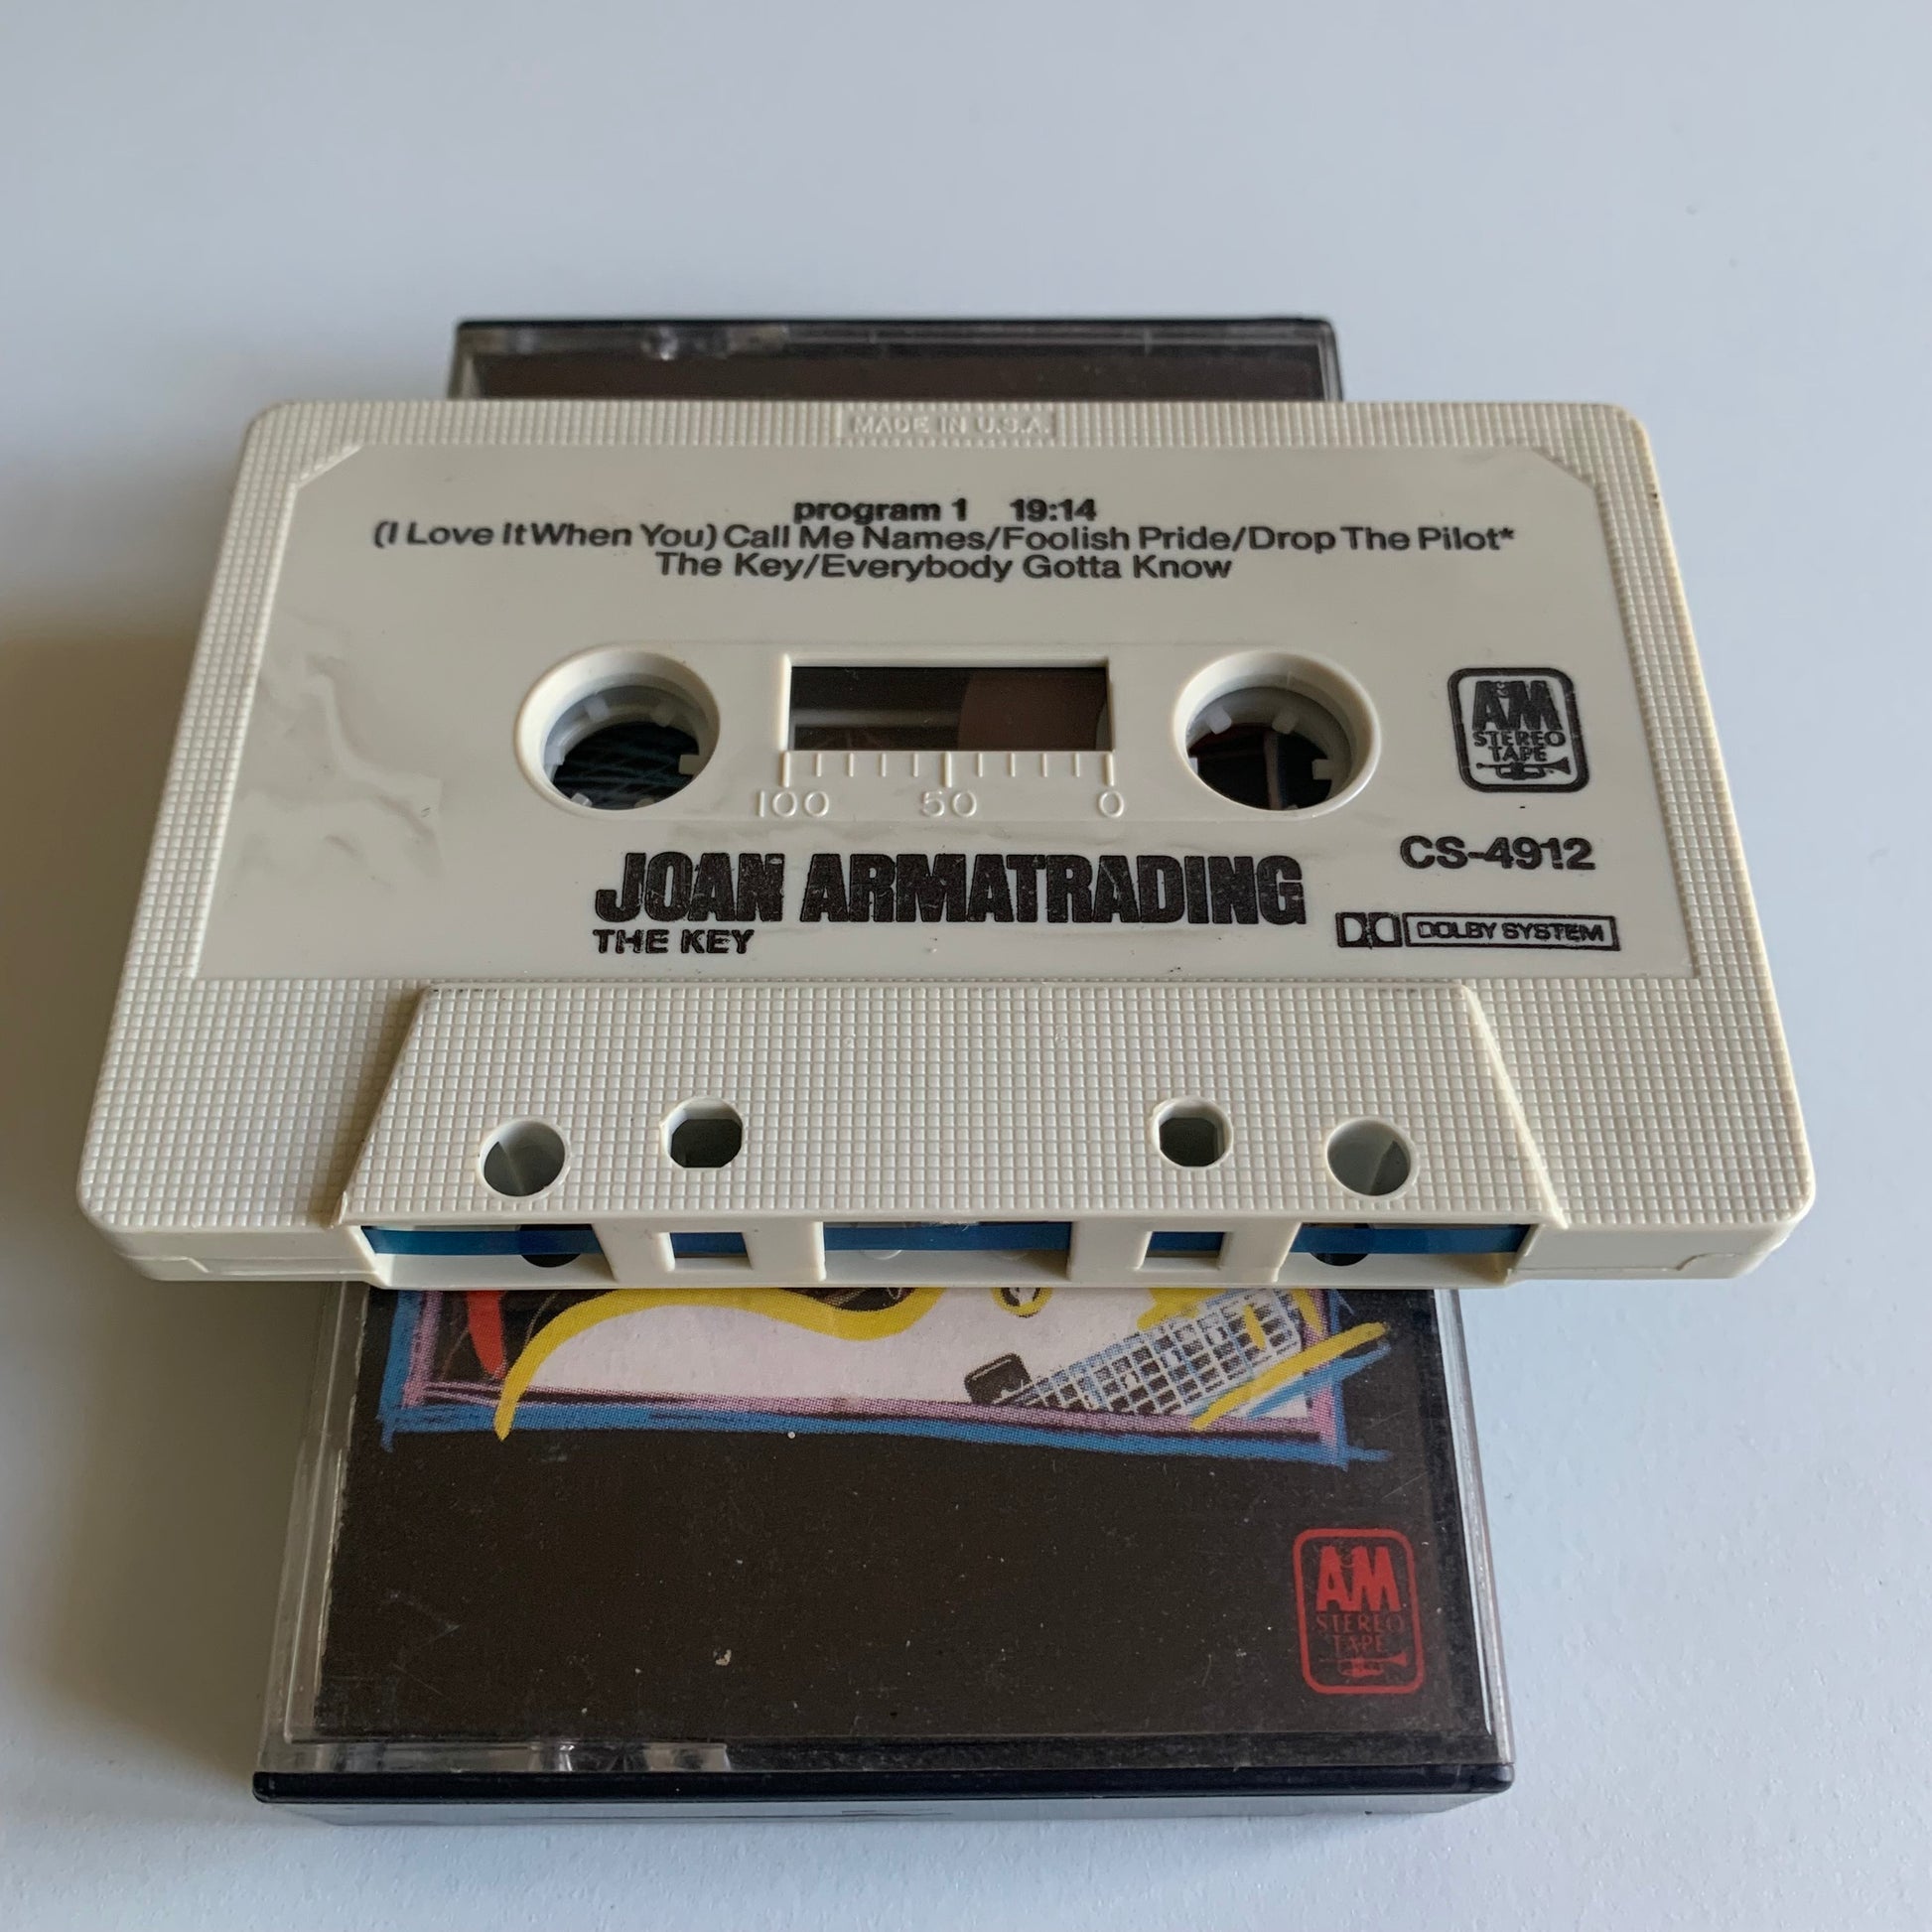 MADE IN U.S.A.
program 1 19:14
(I Love It When You) Call Me Names/Foolish Pride/Drop The Pilot*
The Key/Everybody Gotta Know
100 50 0
A&M
STEREO
TAPE
CS-4912
JOAN ARMATRADING
THE KEY
DOLBY SYSTEM
A&M
STEREO
TAPE